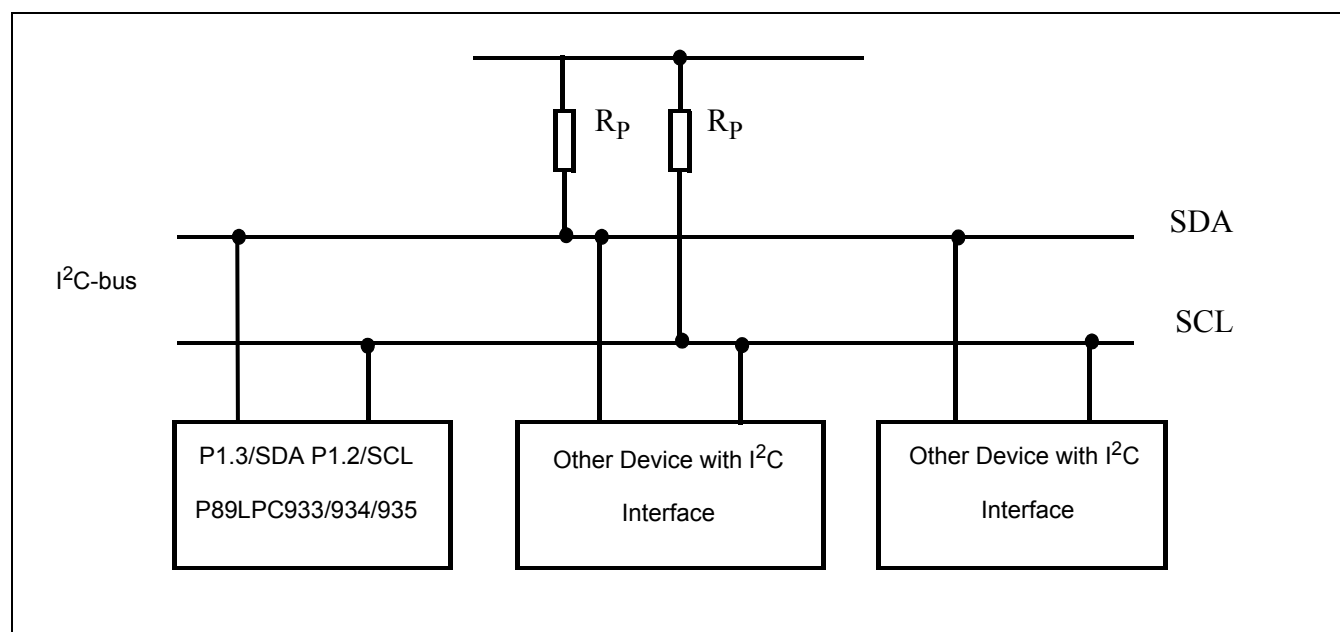 R_P R_P
SDA
I²C-bus
SCL
P1.3/SDA P1.2/SCL
P89LPC933/934/935
Other Device with I²C
Interface
Other Device with I²C
Interface